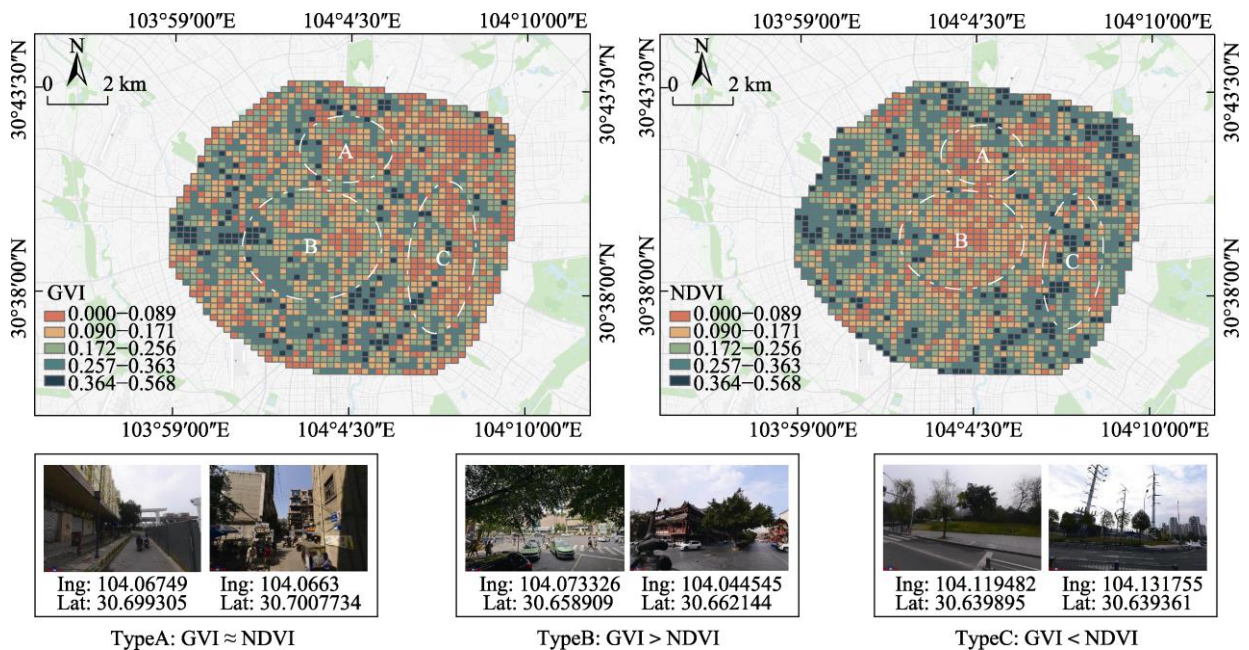 103°59′00″E 104°4′30″E 104°10′00″E
103°59′00″E 104°4′30″E 104°10′00″E
30°43′30″N
30°38′00″N
N
0 2 km
A
B
C
GVI
0.000−0.089
0.090−0.171
0.172−0.256
0.257−0.363
0.364−0.568
30°43′30″N
30°38′00″N
103°59′00″E 104°4′30″E 104°10′00″E
30°43′30″N
30°38′00″N
N
0 2 km
A
B
C
NDVI
0.000−0.089
0.090−0.171
0.172−0.256
0.257−0.363
0.364−0.568
30°43′30″N
30°38′00″N
103°59′00″E 104°4′30″E 104°10′00″E
Ing: 104.06749
Lat: 30.699305
Ing: 104.0663
Lat: 30.7007734
TypeA: GVI ≈ NDVI
Ing: 104.073326
Lat: 30.658909
Ing: 104.044545
Lat: 30.662144
TypeB: GVI > NDVI
Ing: 104.119482
Lat: 30.639895
Ing: 104.131755
Lat: 30.639361
TypeC: GVI < NDVI